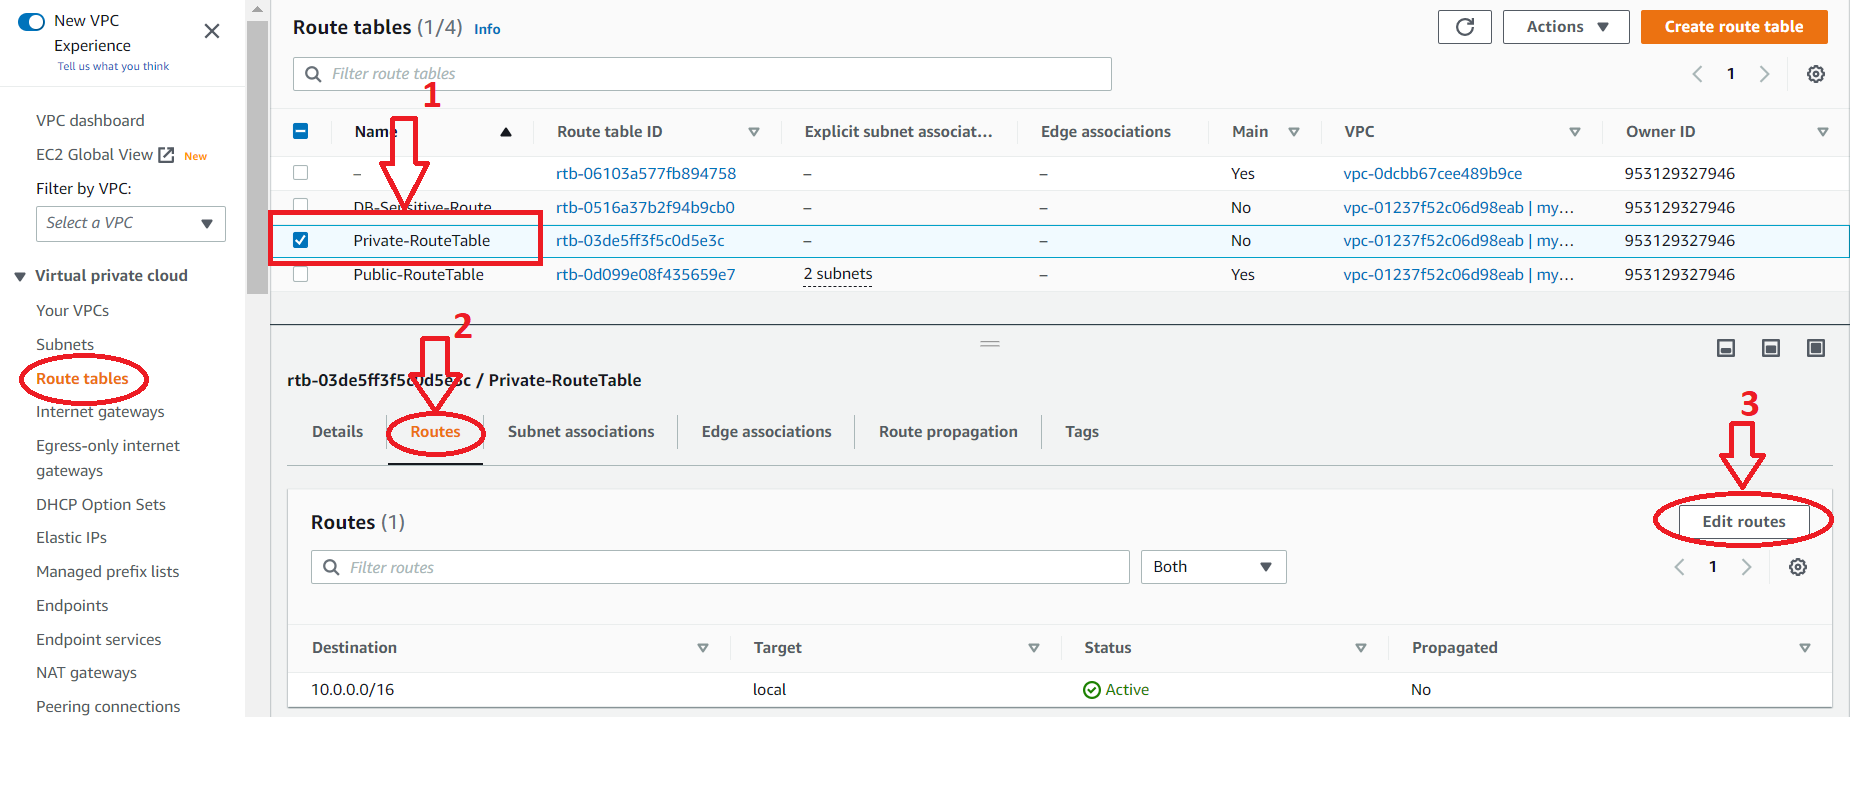 New VPC
Experience
Tell us what you think
VPC dashboard
EC2 Global View New
Filter by VPC:
Select a VPC
Virtual private cloud
Your VPCs
Subnets
Route tables
Internet gateways
Egress-only internet
gateways
DHCP Option Sets
Elastic IPs
Managed prefix lists
Endpoints
Endpoint services
NAT gateways
Peering connections
Route tables (1/4) Info
Actions
Create route table
Filter route tables
1
1
Name Route table ID Explicit subnet associat... Edge associations Main VPC Owner ID
– rtb-06103a577fb894758 – – Yes vpc-0dcbb67cee489b9ce 953129327946
DB-Sensitive-Route rtb-0516a37b2f94b9cb0 – – No vpc-01237f52c06d98eab | my... 953129327946
Private-RouteTable rtb-03de5ff3f5c0d5e3c – – No vpc-01237f52c06d98eab | my... 953129327946
Public-RouteTable rtb-0d099e08f435659e7 2 subnets – Yes vpc-01237f52c06d98eab | my... 953129327946
2
rtb-03de5ff3f5c0d5e3c / Private-RouteTable
3
Details Routes Subnet associations Edge associations Route propagation Tags
Routes (1)
Edit routes
Filter routes
Both
1
Destination Target Status Propagated
10.0.0.0/16 local Active No